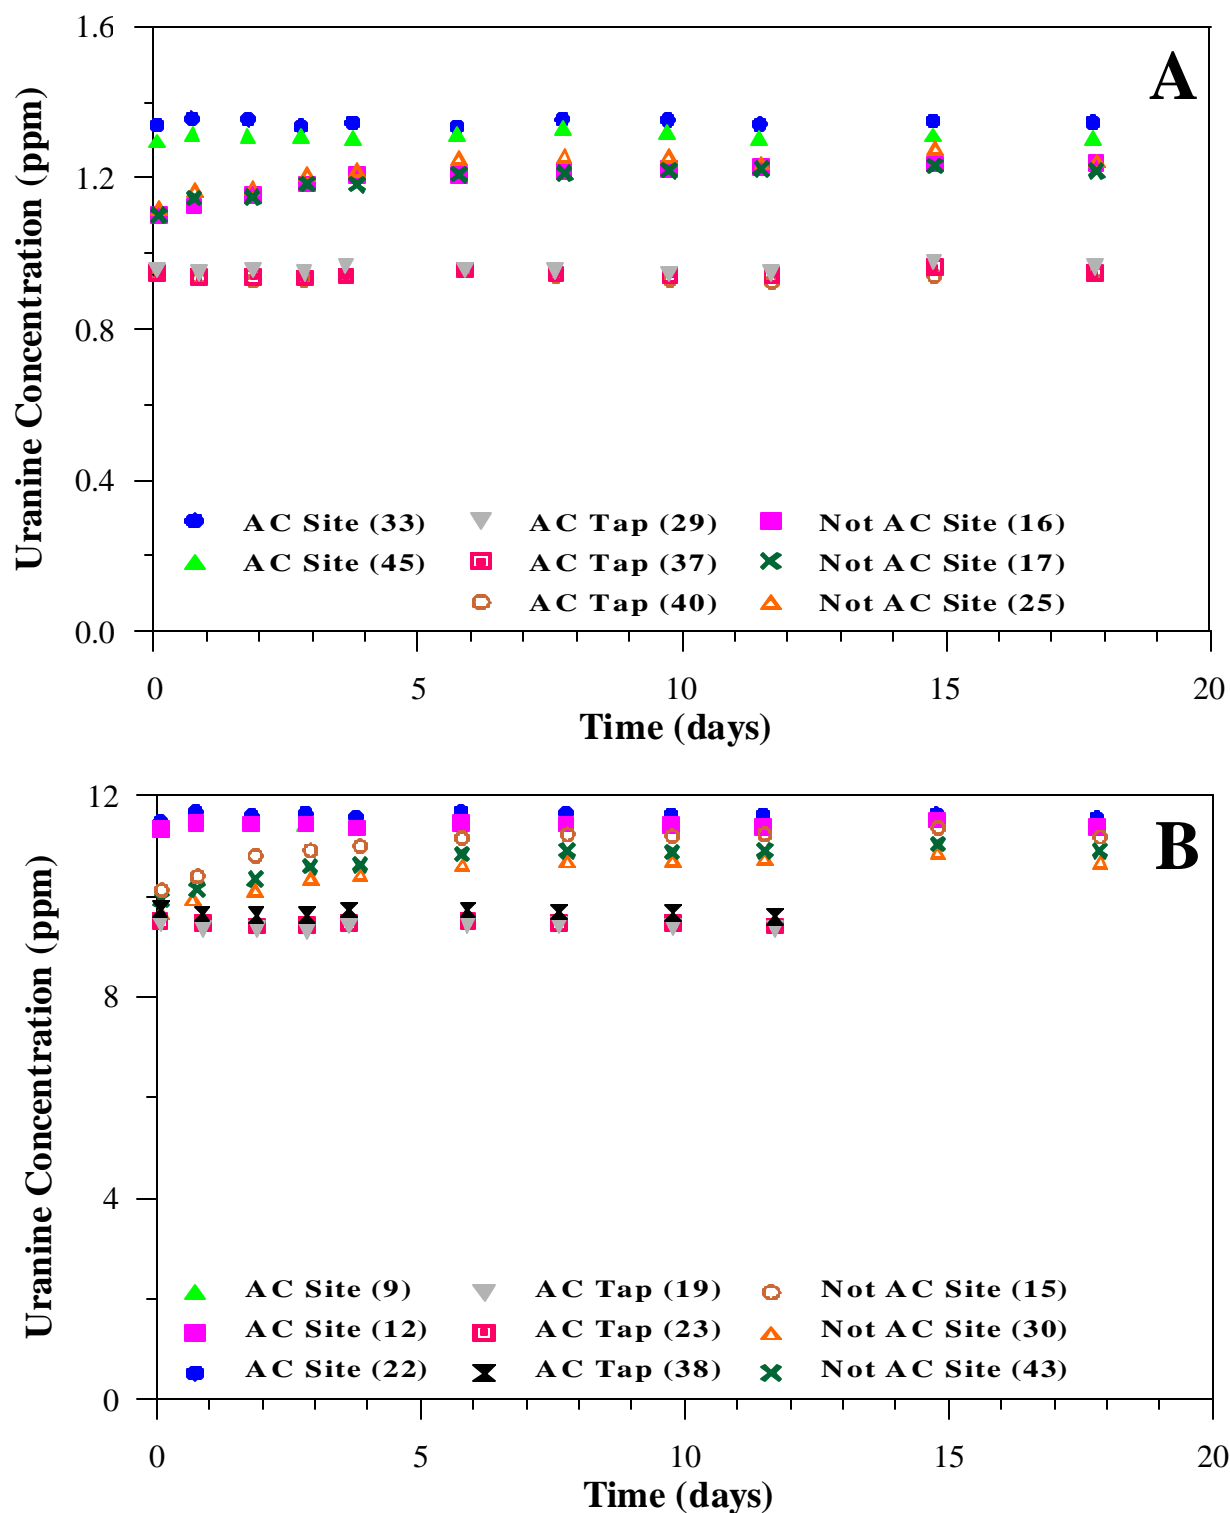 1.6
A
1.2
0.8
0.4
0.0
Uranine Concentration (ppm)
AC Site (33) AC Tap (29) Not AC Site (16)
AC Site (45) AC Tap (37) Not AC Site (17)
AC Tap (40) Not AC Site (25)
0 5 10 15 20
Time (days)
12
B
8
4
0
Uranine Concentration (ppm)
AC Site (9) AC Tap (19) Not AC Site (15)
AC Site (12) AC Tap (23) Not AC Site (30)
AC Site (22) AC Tap (38) Not AC Site (43)
0 5 10 15 20
Time (days)